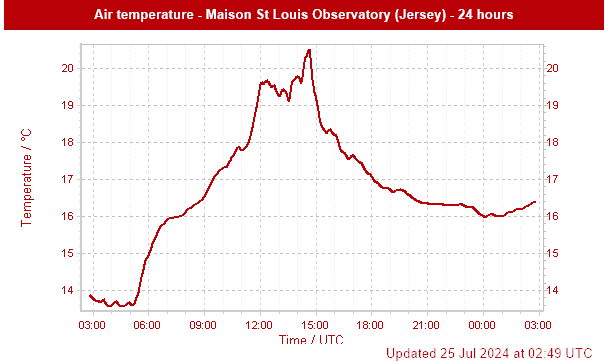 Air temperature - Maison St Louis Observatory (Jersey) - 24 hours
Temperature / °C
20 20
19 19
18 18
17 17
16 16
15 15
14 14
03:00 06:00 09:00 12:00 15:00 18:00 21:00 00:00 03:00
Time / UTC
Updated 25 Jul 2024 at 02:49 UTC